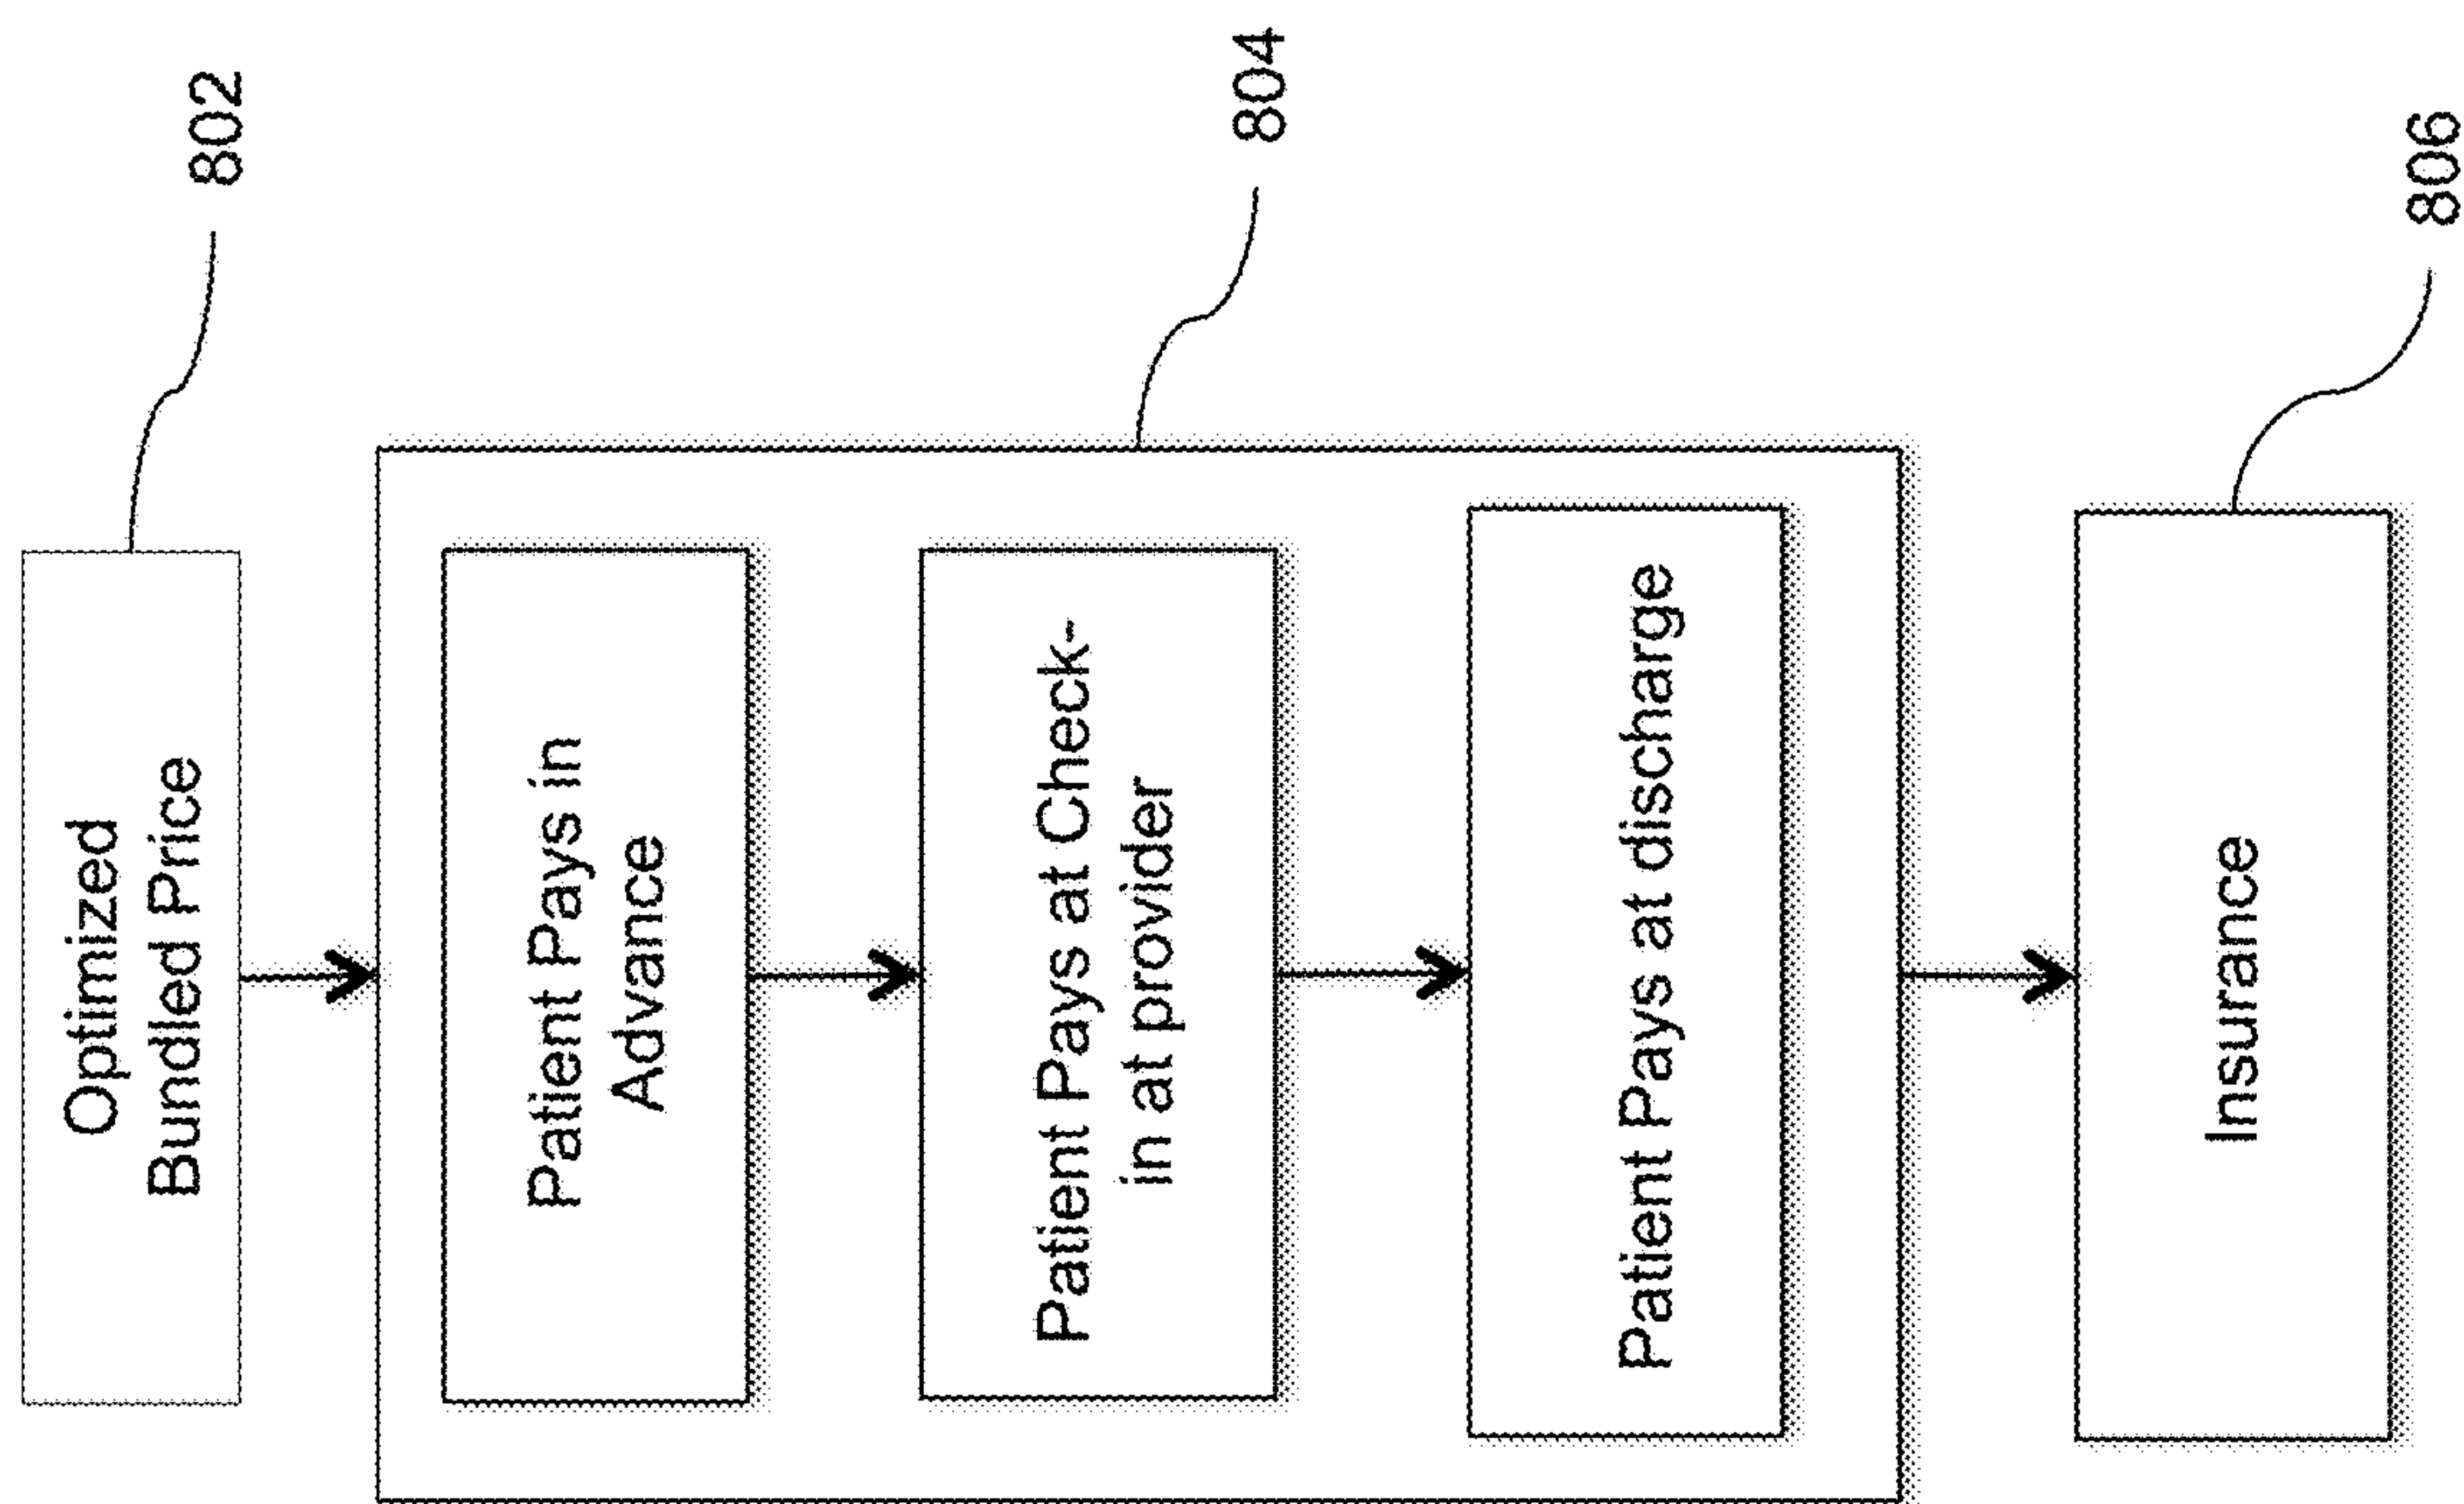 Optimized
Bundled Price
802
Patient Pays in
Advance
Patient Pays at Check-
in at provider
Patient Pays at discharge
804
Insurance
806